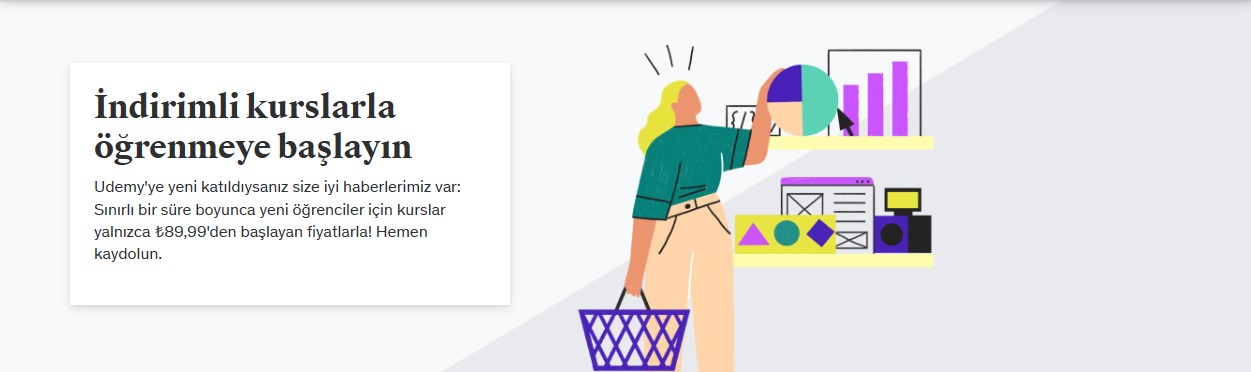 İndirimli kurslarla
öğrenmeye başlayın
Udemy'ye yeni katıldıysanız size iyi haberlerimiz var:
Sınırlı bir süre boyunca yeni öğrenciler için kurslar
yalnızca ₺89,99'den başlayan fiyatlarla! Hemen
kaydolun.